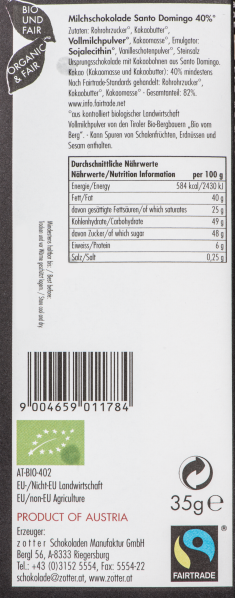 BIO
UND
FAIR
ORGANIC
& FAIR
Milchschokolade Santo Domingo 40%*
Zutaten: Rohrohrzucker°, Kakaobutter°,
Vollmilchpulver°, Kakaomasse°, Emulgator:
Sojalecithin°, Vanilleschotenpulver°, Steinsalz
Ursprungsschokolade mit Kakaobohnen aus Santo Domingo.
Kakao (Kakaomasse und Kakaobutter): 40% mindestens
Nach Fairtrade-Standards gehandelt: Rohrohrzucker°,
Kakaobutter°, Kakaomasse° - Gesamtanteil: 82%.
www.info.fairtrade.net
°aus kontrolliert biologischer Landwirtschaft
Vollmilchpulver von den Tiroler Bio-Bergbauern „Bio vom
Berg“. - Kann Spuren von Schalenfrüchten, Erdnüssen und
Sesam enthalten.
Durchschnittliche Nährwerte
Nährwerte/Nutrition Information per 100 g
Energie/Energy 584 kcal/2430 kJ
Fett/Fat 40 g
davon gesättigte Fettsäuren/of which saturates 25 g
Kohlenhydrate/Carbohydrate 49 g
davon Zucker/of which sugar 48 g
Eiweiss/Protein 6 g
Salz/Salt 0,25 g
Mindestens haltbar bis: / Best before:
9 004659 011784
AT-BIO-402
EU-/Nicht-EU Landwirtschaft
EU/non-EU Agriculture
35g e
PRODUCT OF AUSTRIA
Erzeuger:
zotter Schokoladen Manufaktur GmbH
Bergl 56, A-8333 Riegersburg
Tel.: +43 (0)3152 5554, Fax: 5554-22
schokolade@zotter.at, www.zotter.at
®
FAIRTRADE